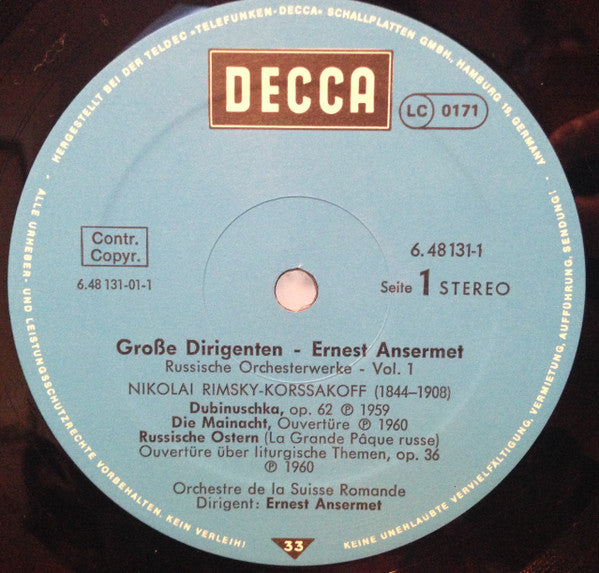 HERGESTELLT BEI DER TELDEC »TELEFUNKEN-DECCA« SCHALLPLATTEN GMBH, HAMBURG 19, GERMANY ·
DECCA
LC 0171
Contr.
Copyr.
6.48 131-01-1
6.48 131-1
Seite 1 STEREO
Große Dirigenten - Ernest Ansermet
Russische Orchesterwerke - Vol. 1
NIKOLAI RIMSKY-KORSSAKOFF (1844–1908)
Dubinuschka, op. 62 ℗ 1959
Die Mainacht, Ouvertüre ℗ 1960
Russische Ostern (La Grande Pâque russe)
Ouvertüre über liturgische Themen, op. 36
℗ 1960
Orchestre de la Suisse Romande
Dirigent: Ernest Ansermet
33
ALLE URHEBER- UND LEISTUNGSSCHUTZRECHTE VORBEHALTEN. KEIN VERLEIH!
KEINE UNERLAUBTE VERVIELFÄLTIGUNG, VERMIETUNG, AUFFÜHRUNG, SENDUNG!